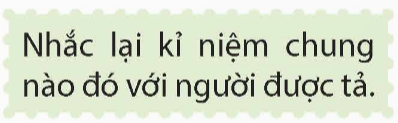 Nhắc lại kỉ niệm chung
nào đó với người được tả.